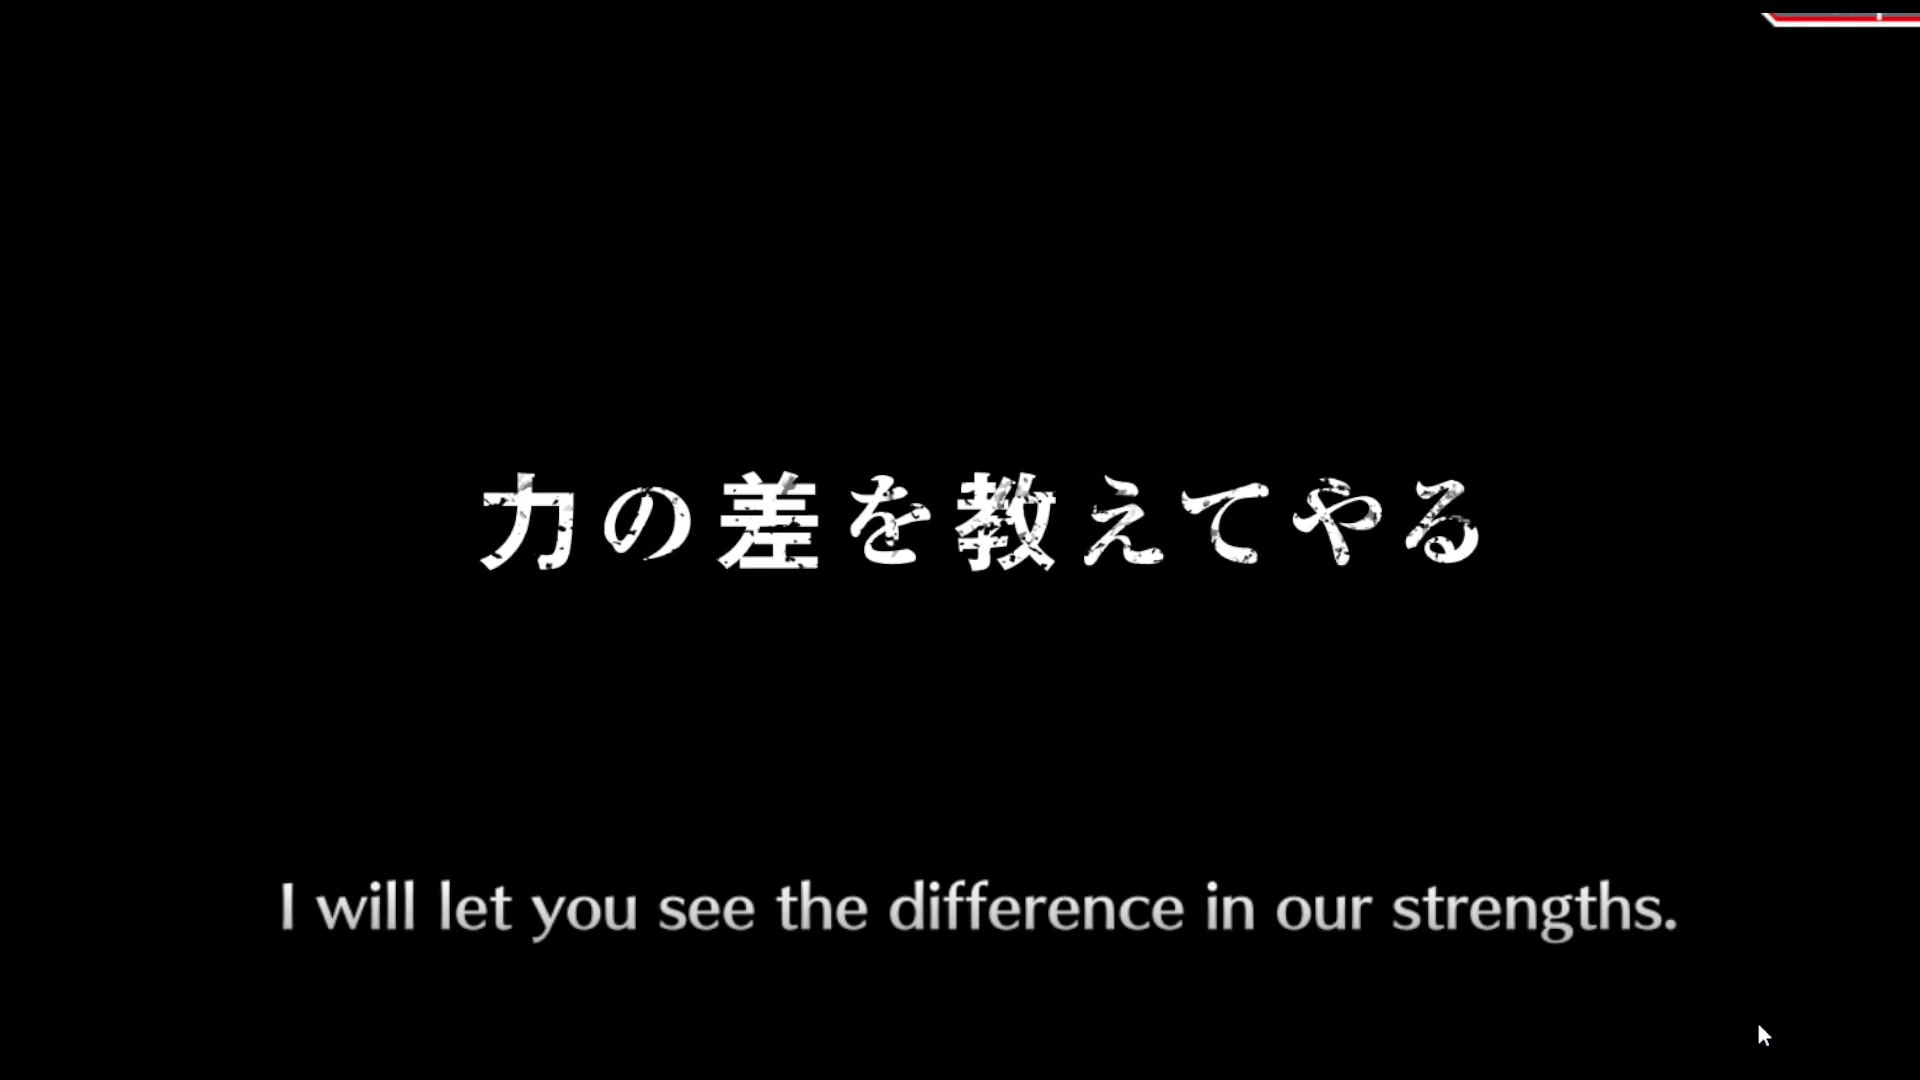 力の差を教えてやる
I will let you see the difference in our strengths.